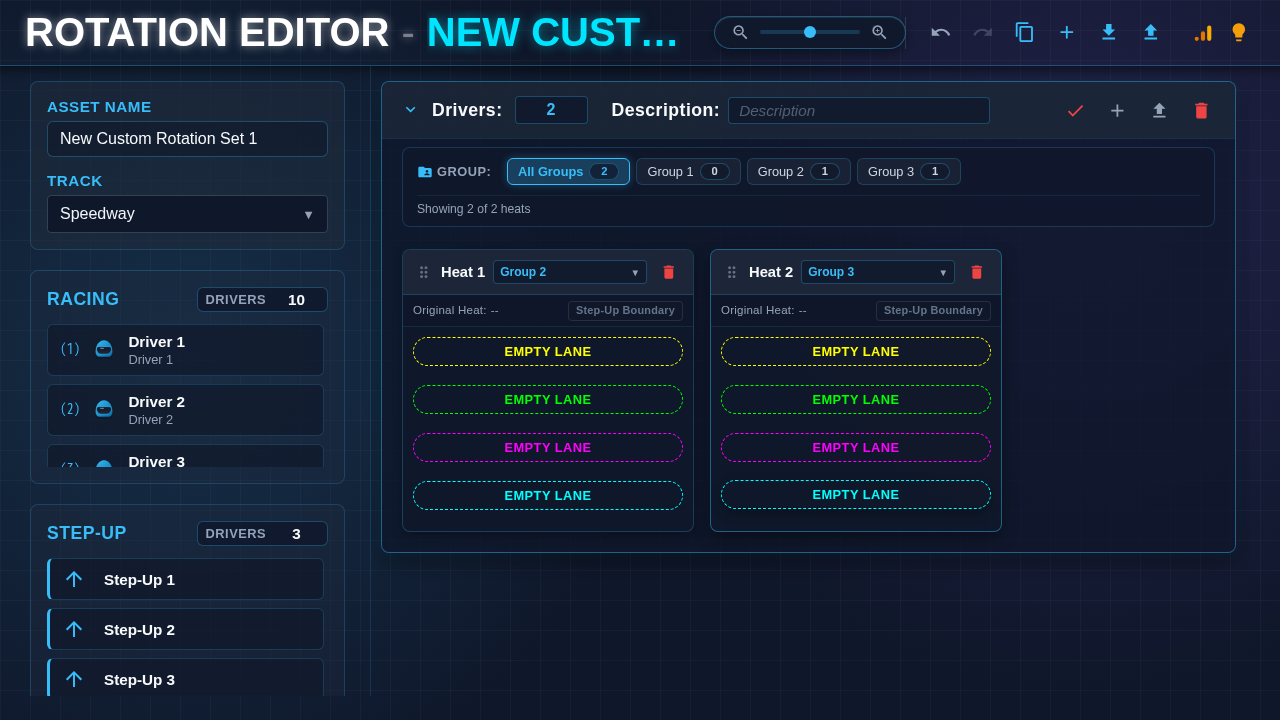 ROTATION EDITOR - NEW CUST...
ASSET NAME
New Custom Rotation Set 1
TRACK
Speedway
RACING
DRIVERS 10
(1) Driver 1
Driver 1
(2) Driver 2
Driver 2
(3) Driver 3
STEP-UP
DRIVERS 3
Step-Up 1
Step-Up 2
Step-Up 3
Drivers: 2 Description: Description
GROUP: All Groups 2 Group 1 0 Group 2 1 Group 3 1
Showing 2 of 2 heats
Heat 1 Group 2
Original Heat: -- Step-Up Boundary
EMPTY LANE
EMPTY LANE
EMPTY LANE
EMPTY LANE
Heat 2 Group 3
Original Heat: -- Step-Up Boundary
EMPTY LANE
EMPTY LANE
EMPTY LANE
EMPTY LANE